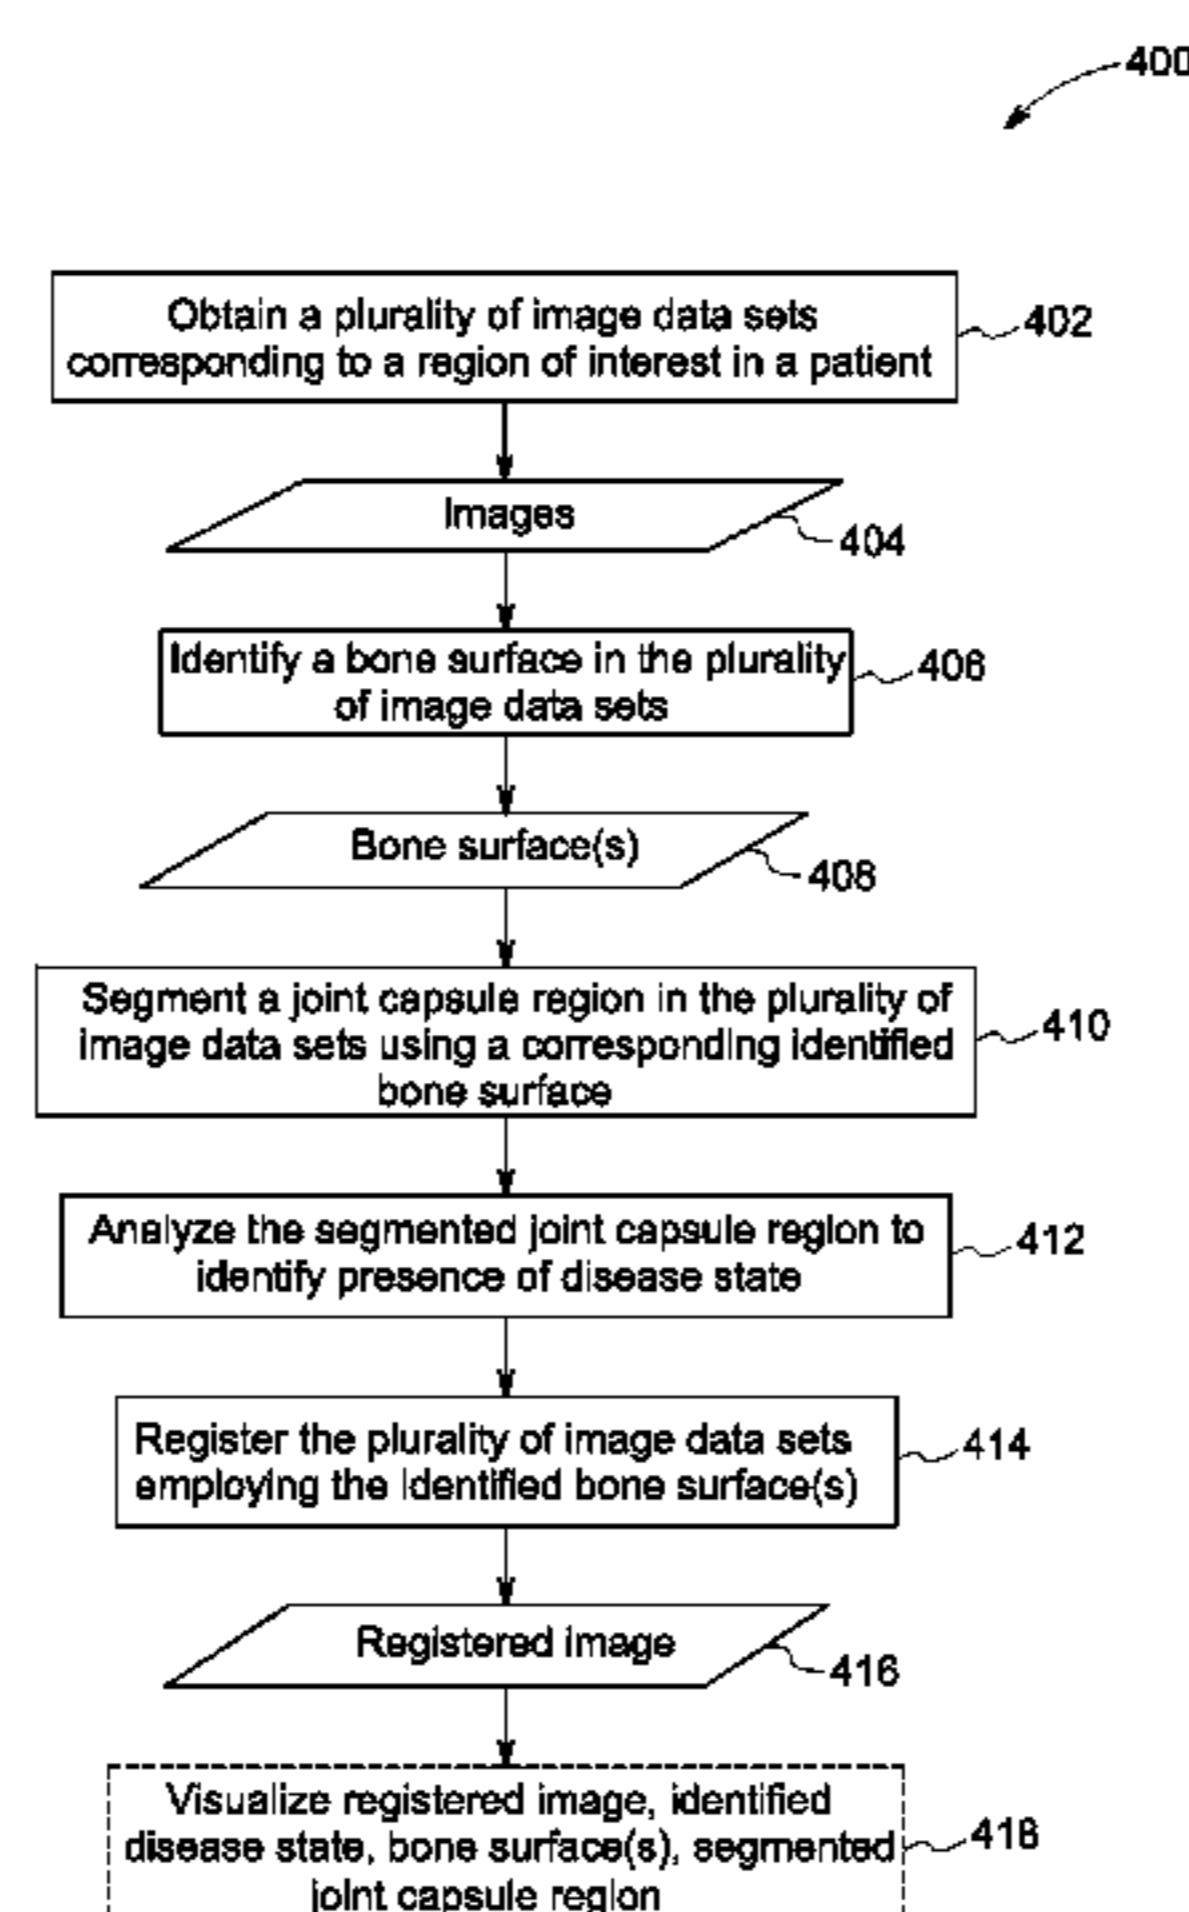 400
Obtain a plurality of image data sets
corresponding to a region of interest in a patient
402
Images
404
Identify a bone surface in the plurality
of image data sets
406
Bone surface(s)
408
Segment a joint capsule region in the plurality of
image data sets using a corresponding identified
bone surface
410
Analyze the segmented joint capsule region to
identify presence of disease state
412
Register the plurality of image data sets
employing the identified bone surface(s)
414
Registered image
416
Visualize registered image, identified
disease state, bone surface(s), segmented
joint capsule region
418